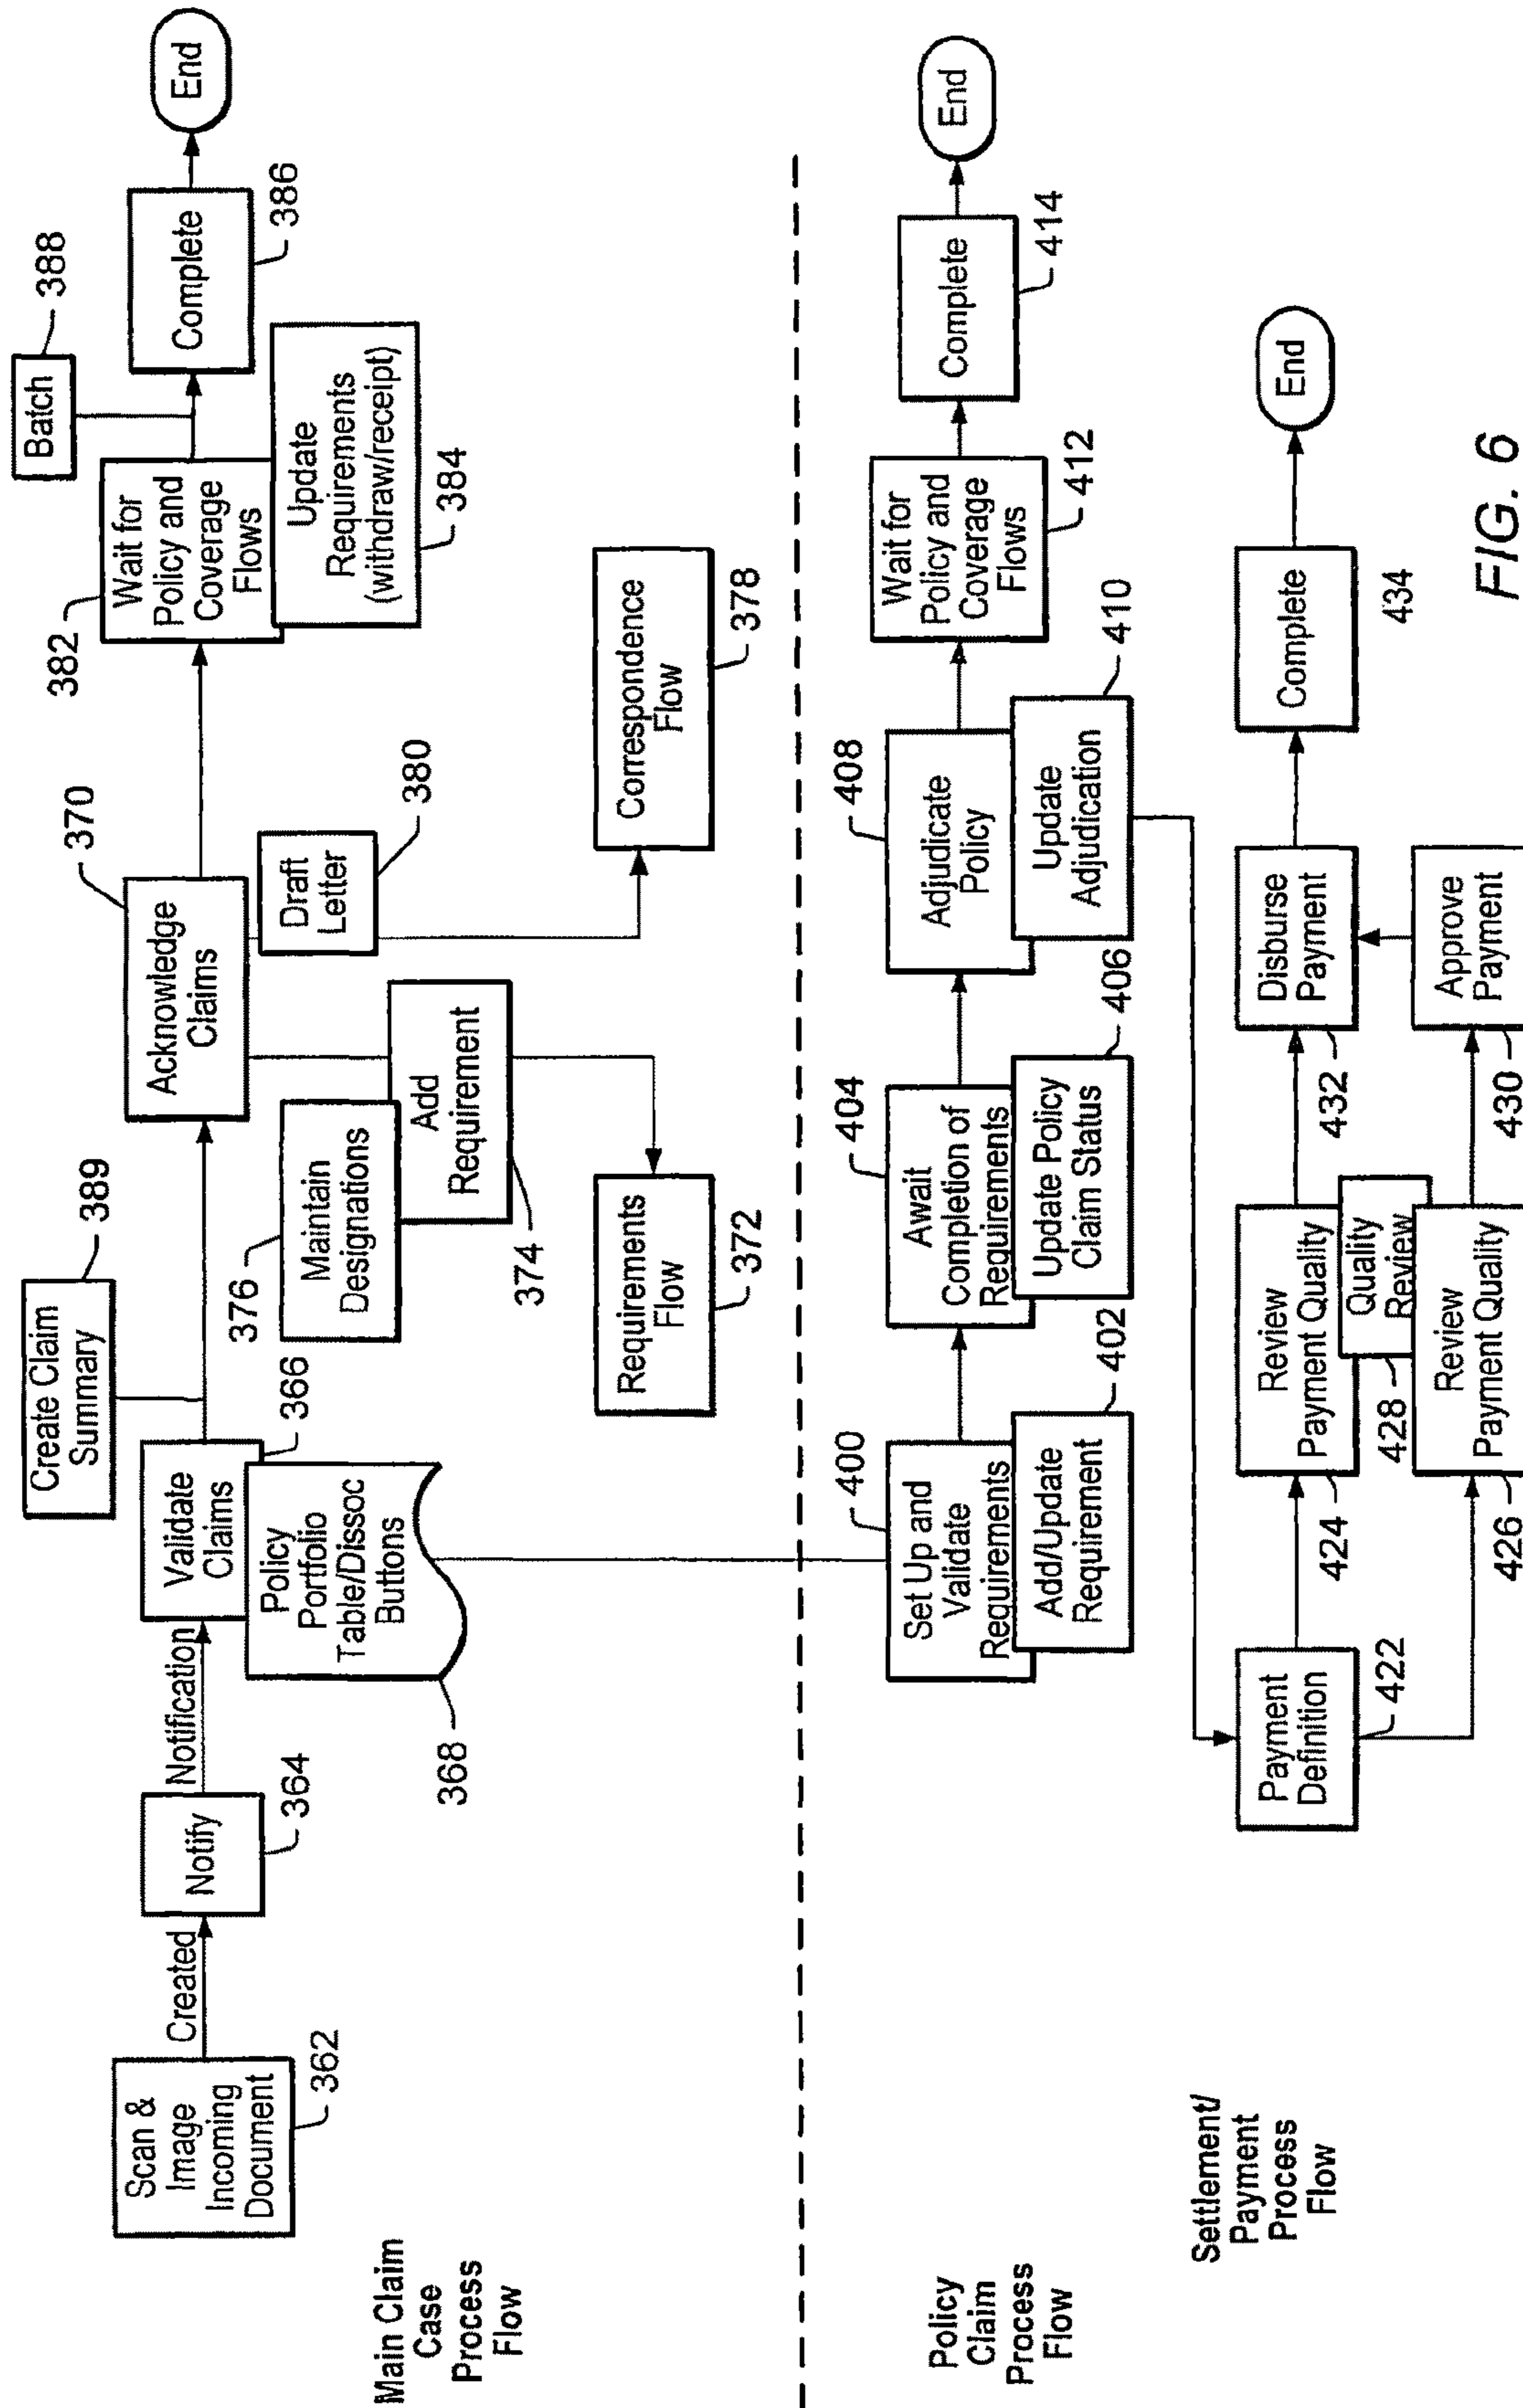 Main Claim
Case
Process
Flow
Scan &
Image
Incoming
Document
362
Created
Notify
364
Notification
Validate
Claims
366
Policy
Portfolio
Table/Dissoc
Buttons
368
Create Claim
Summary
389
Acknowledge
Claims
370
Maintain
Designations
376
Add
Requirement
374
Requirements
Flow
372
Draft
Letter
380
Correspondence
Flow
378
Wait for
Policy and
Coverage
Flows
382
Update
Requirements
(withdraw/receipt)
384
Batch
388
Complete
386
End
Policy
Claim
Process
Flow
Set Up and
Validate
Requirements
400
Add/Update
Requirement
402
Await
Completion of
Requirements
404
Update Policy
Claim Status
406
Adjudicate
Policy
408
Update
Adjudication
410
Wait for
Policy and
Coverage
Flows
412
Complete
414
End
Settlement/
Payment
Process
Flow
Payment
Definition
422
Review
Payment Quality
424
Quality
Review
428
Review
Payment Quality
426
Disburse
Payment
432
Approve
Payment
430
Complete
434
End
FIG. 6